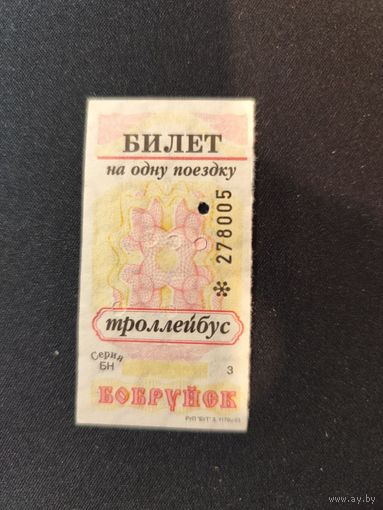 БИЛЕТ
на одну поездку
278005
троллейбус
Серия
БН
3
БОБРУЙСК
www.ay.by